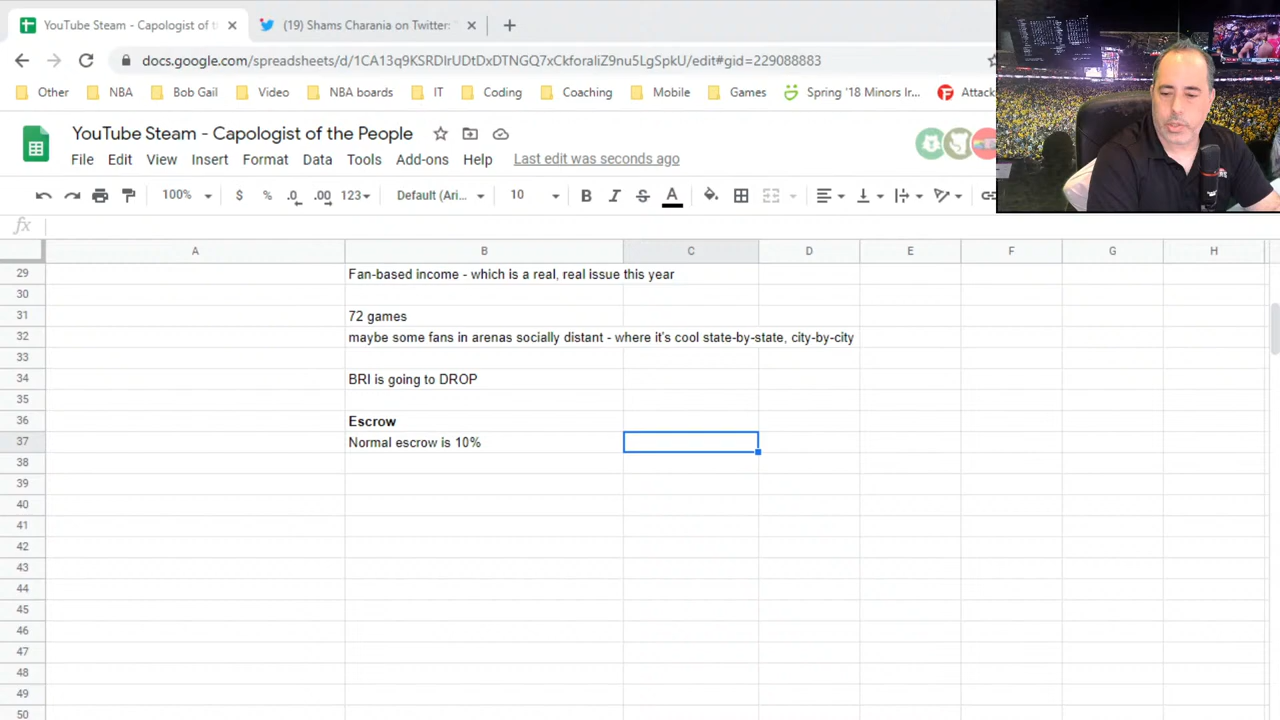 YouTube Steam - Capologist of t
(19) Shams Charania on Twitter: "
docs.google.com/spreadsheets/d/1CA13q9KSRDlrUDtDxDTNGQ7xCkforaliZ9nu5LgSpkU/edit#gid=229088883
Other NBA Bob Gail Video NBA boards IT Coding Coaching Mobile Games Spring '18 Minors Ir... Attack
YouTube Steam - Capologist of the People
File Edit View Insert Format Data Tools Add-ons Help Last edit was seconds ago
100% $ % .0 .00 123 Default (Ari... 10 B I S A
fx
A B C D E F G H
29 Fan-based income - which is a real, real issue this year
30
31 72 games
32 maybe some fans in arenas socially distant - where it's cool state-by-state, city-by-city
33
34 BRI is going to DROP
35
36 Escrow
37 Normal escrow is 10%
38
39
40
41
42
43
44
45
46
47
48
49
50